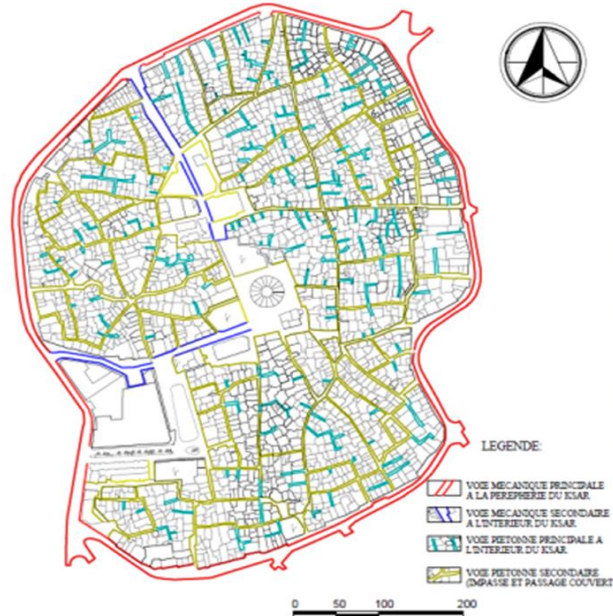 LEGENDE:
VOIE MECANIQUE PRINCIPALE
A LA PEREPHERIE DU KSAR
VOIE MECANIQUE SECONDAIRE
A L'INTERIEUR DU KSAR
VOIE PIETONNE PRINCIPALE A
L'INTERIEUR DU KSAR
VOIE PIETONNE SECONDAIRE
(IMPASSE ET PASSAGE COUVERT
0 50 100 200